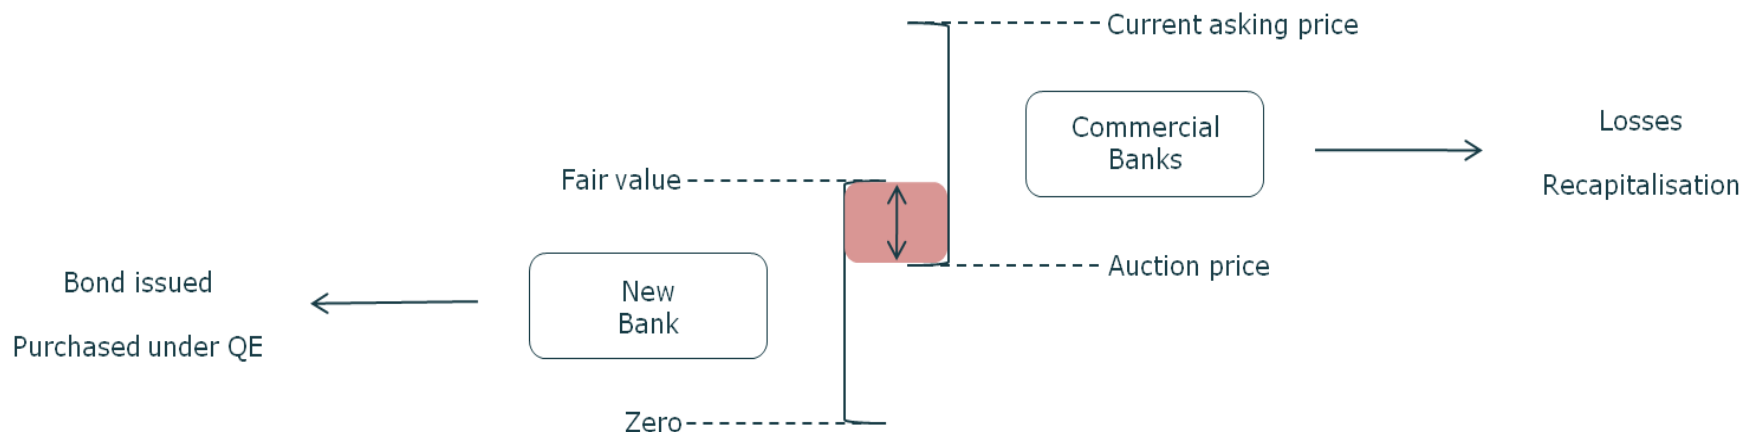 Current asking price
Commercial
Banks
Losses
Recapitalisation
Fair value
Auction price
New
Bank
Bond issued
Purchased under QE
Zero